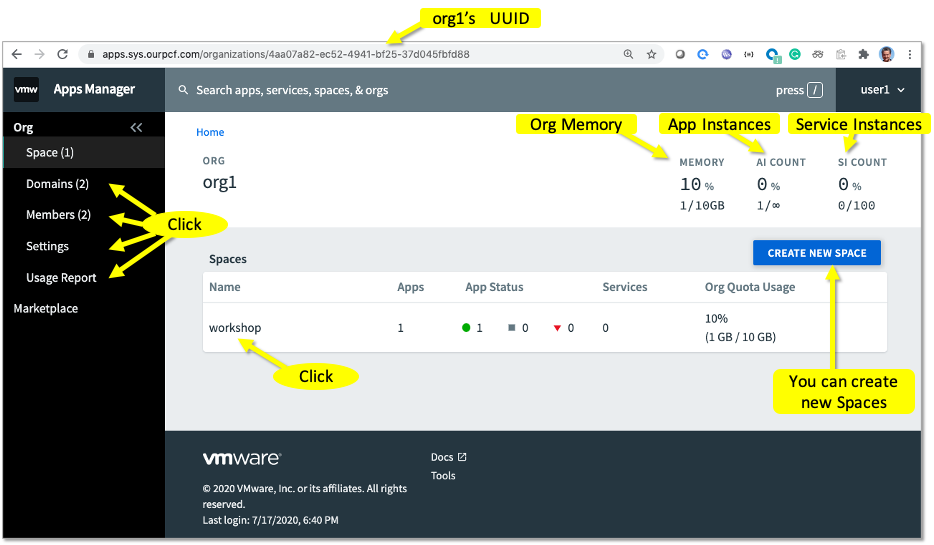 org1's UUID
apps.sys.ourpcf.com/organizations/4aa07a82-ec52-4941-bf25-37d045fbfd88
vmw Apps Manager
Search apps, services, spaces, & orgs
press /
user1
Org
Space (1)
Domains (2)
Members (2)
Settings
Usage Report
Marketplace
Click
Home
ORG
org1
Org Memory
App Instances
Service Instances
MEMORY
10 %
1/10GB
AI COUNT
0 %
1/∞
SI COUNT
0 %
0/100
Spaces
CREATE NEW SPACE
Name Apps App Status Services Org Quota Usage
workshop 1 1 0 0 0 10%
(1 GB / 10 GB)
Click
You can create
new Spaces
vmware®
© 2020 VMware, Inc. or its affiliates. All rights
reserved.
Last login: 7/17/2020, 6:40 PM
Docs
Tools